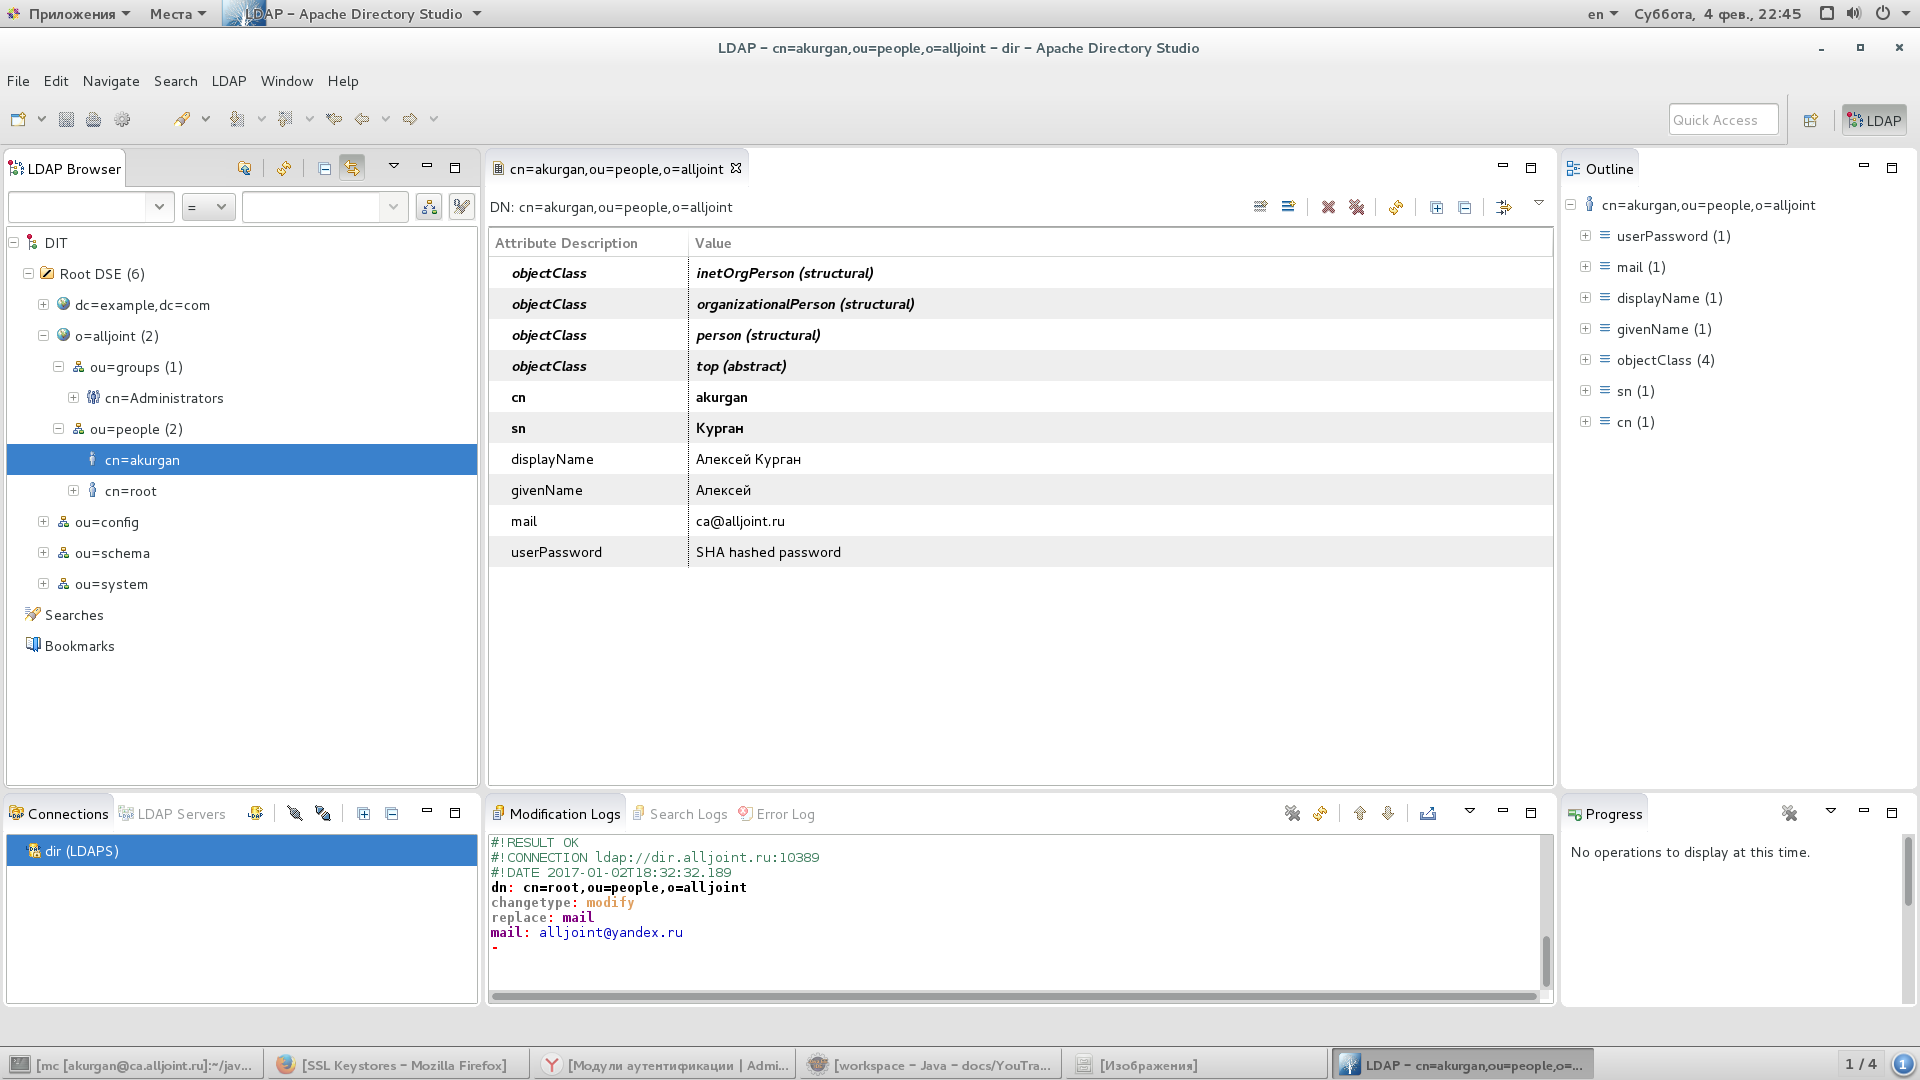 Приложения Места LDAP – Apache Directory Studio en Суббота, 4 фев., 22:45
LDAP – cn=akurgan,ou=people,o=alljoint – dir – Apache Directory Studio
File Edit Navigate Search LDAP Window Help
Quick Access LDAP
LDAP Browser
=
DIT
Root DSE (6)
dc=example,dc=com
o=alljoint (2)
ou=groups (1)
cn=Administrators
ou=people (2)
cn=akurgan
cn=root
ou=config
ou=schema
ou=system
Searches
Bookmarks
cn=akurgan,ou=people,o=alljoint
DN: cn=akurgan,ou=people,o=alljoint
Attribute Description Value
objectClass inetOrgPerson (structural)
objectClass organizationalPerson (structural)
objectClass person (structural)
objectClass top (abstract)
cn akurgan
sn Курган
displayName Алексей Курган
givenName Алексей
mail ca@alljoint.ru
userPassword SHA hashed password
Outline
cn=akurgan,ou=people,o=alljoint
userPassword (1)
mail (1)
displayName (1)
givenName (1)
objectClass (4)
sn (1)
cn (1)
Connections LDAP Servers
dir (LDAPS)
Modification Logs Search Logs Error Log
#!RESULT OK
#!CONNECTION ldap://dir.alljoint.ru:10389
#!DATE 2017-01-02T18:32:32.189
dn: cn=root,ou=people,o=alljoint
changetype: modify
replace: mail
mail: alljoint@yandex.ru
-
Progress
No operations to display at this time.
[mc [akurgan@ca.alljoint.ru]:~/jav... [SSL Keystores – Mozilla Firefox] [Модули аутентификации | Admi... [workspace – Java – docs/YouTra... [Изображения] LDAP – cn=akurgan,ou=people,o=... 1 / 4 1